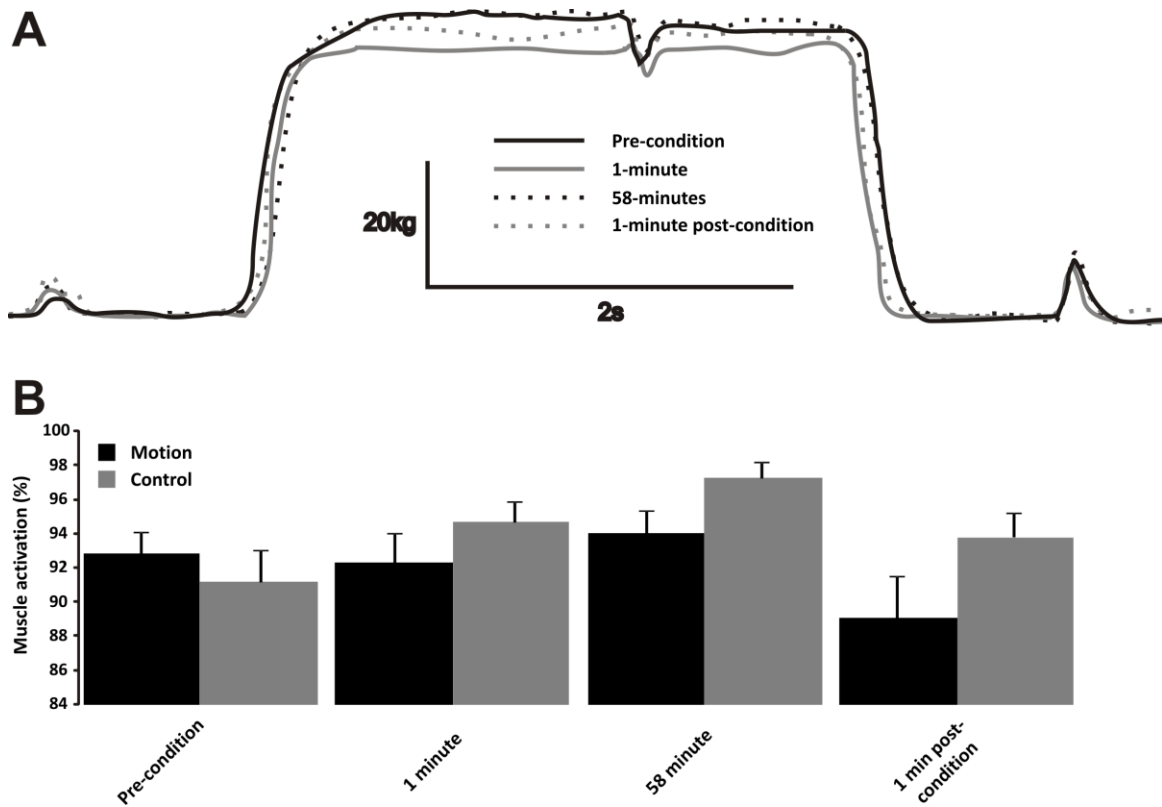 A
Pre-condition
1-minute
58-minutes
1-minute post-condition
20kg
2s
B
Muscle activation (%)
100
98
96
94
92
90
88
86
84
Motion
Control
Pre-condition
1 minute
58 minute
1 min post-
condition